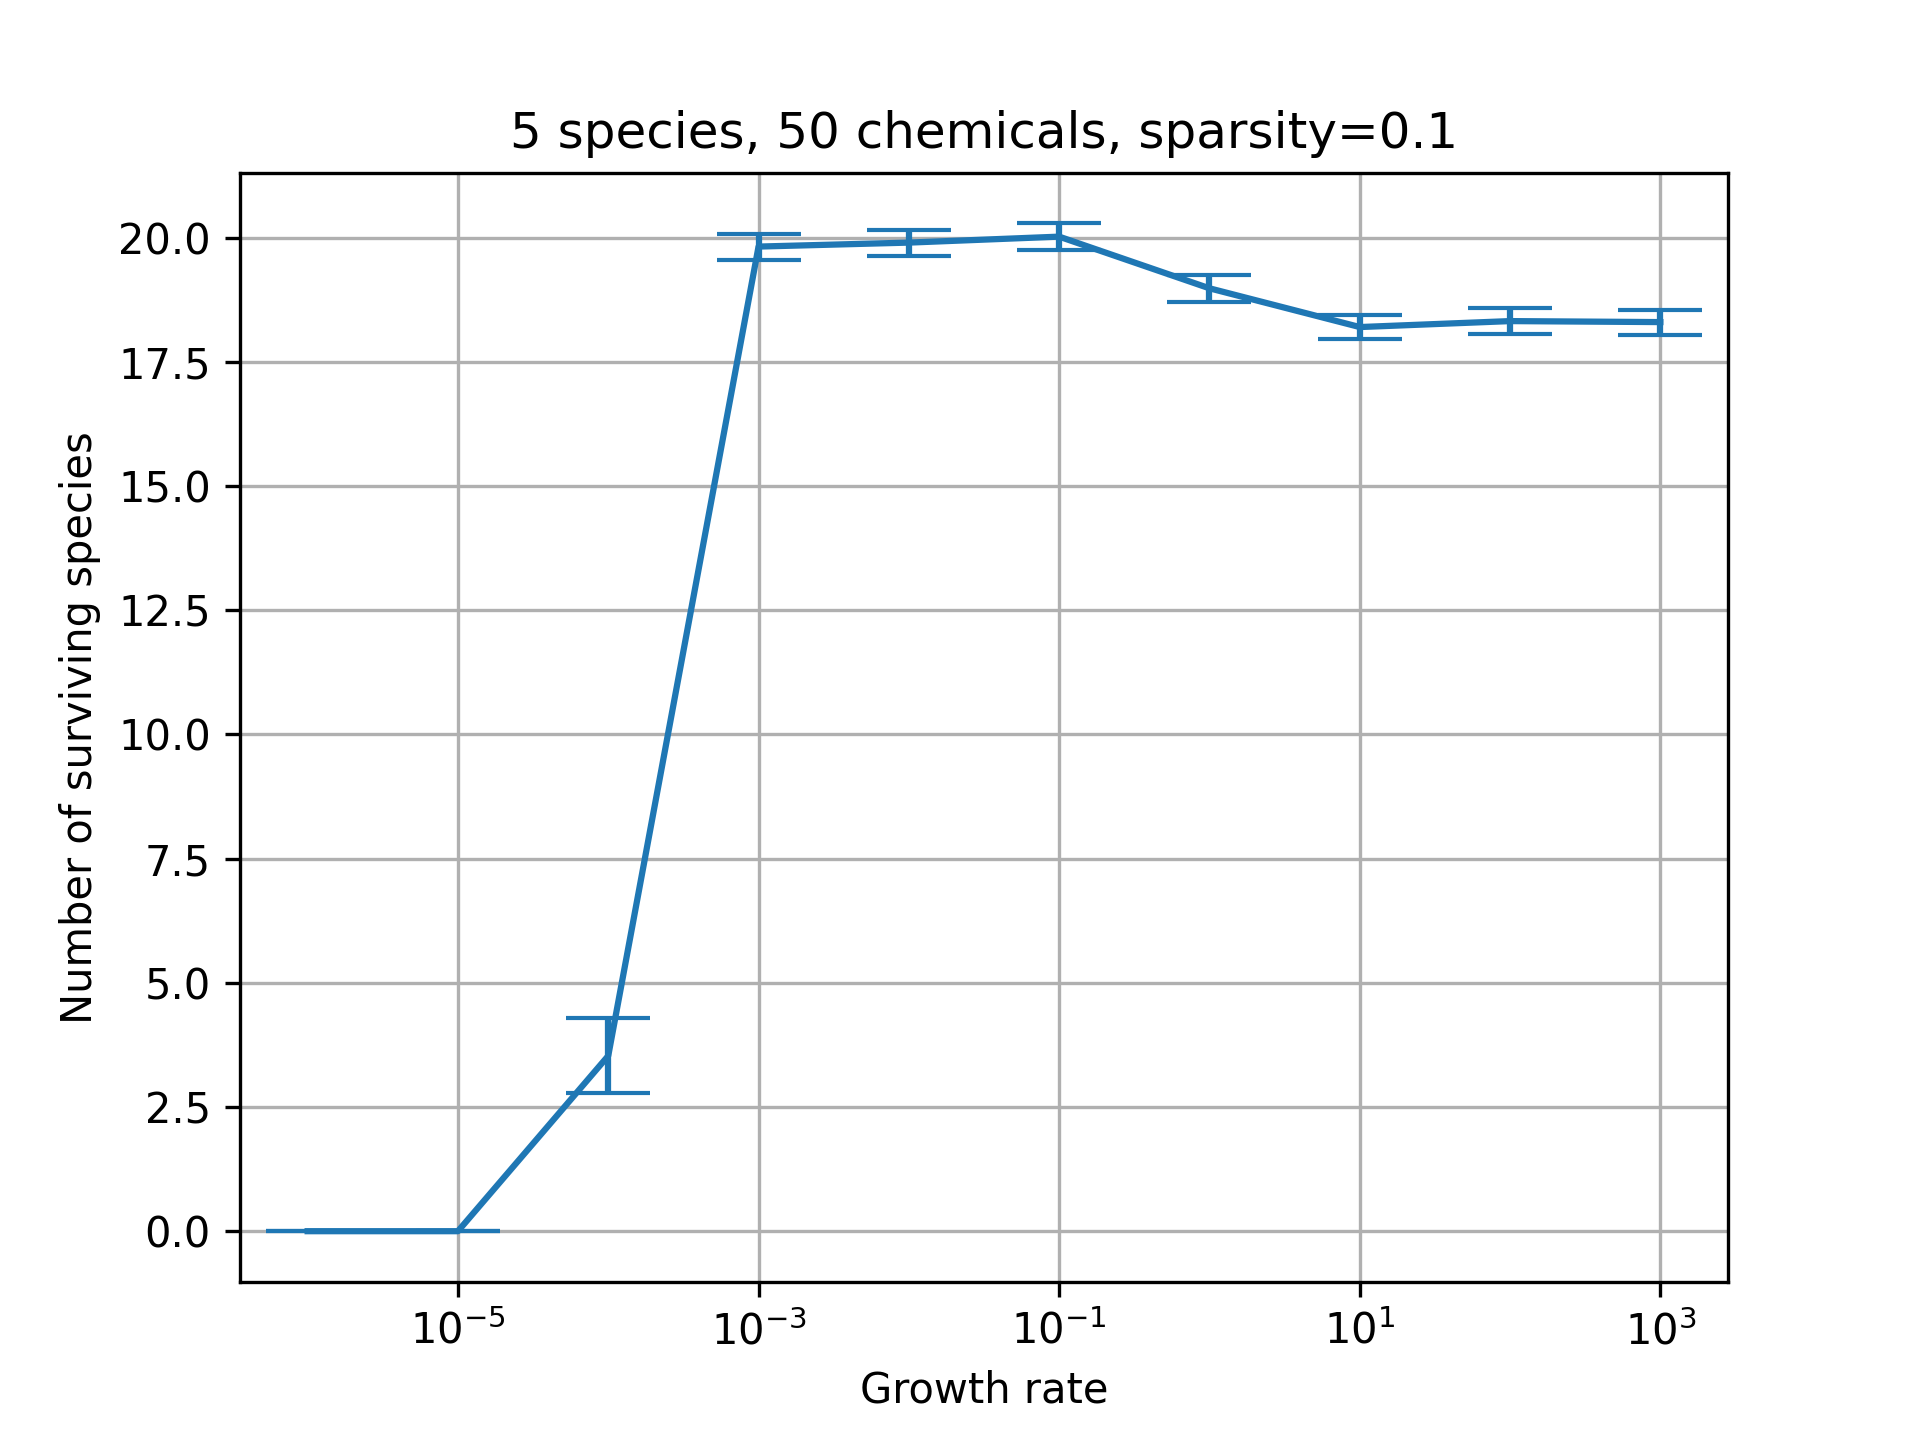 5 species, 50 chemicals, sparsity=0.1
Number of surviving species
20.0
17.5
15.0
12.5
10.0
7.5
5.0
2.5
0.0
10⁻⁵ 10⁻³ 10⁻¹ 10¹ 10³
Growth rate